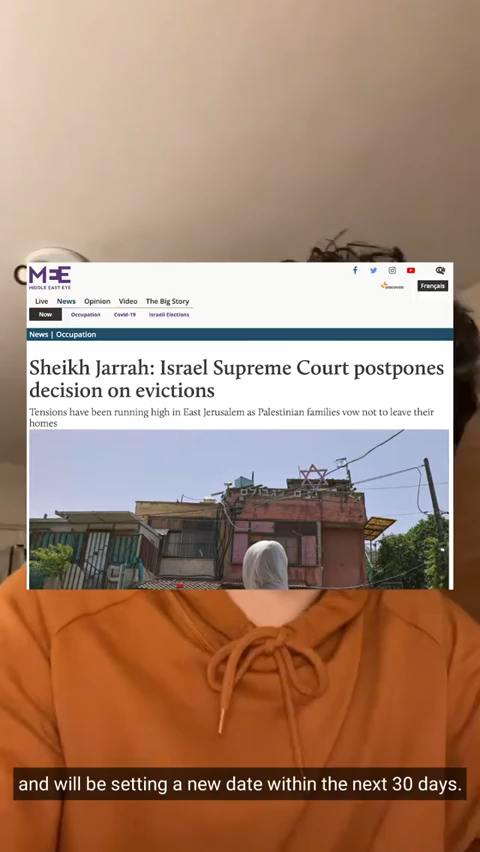 MEE
MIDDLE EAST EYE
Français
Live News Opinion Video The Big Story
Now Occupation Covid-19 Israeli Elections
News | Occupation
Sheikh Jarrah: Israel Supreme Court postpones
decision on evictions
Tensions have been running high in East Jerusalem as Palestinian families vow not to leave their
homes
and will be setting a new date within the next 30 days.